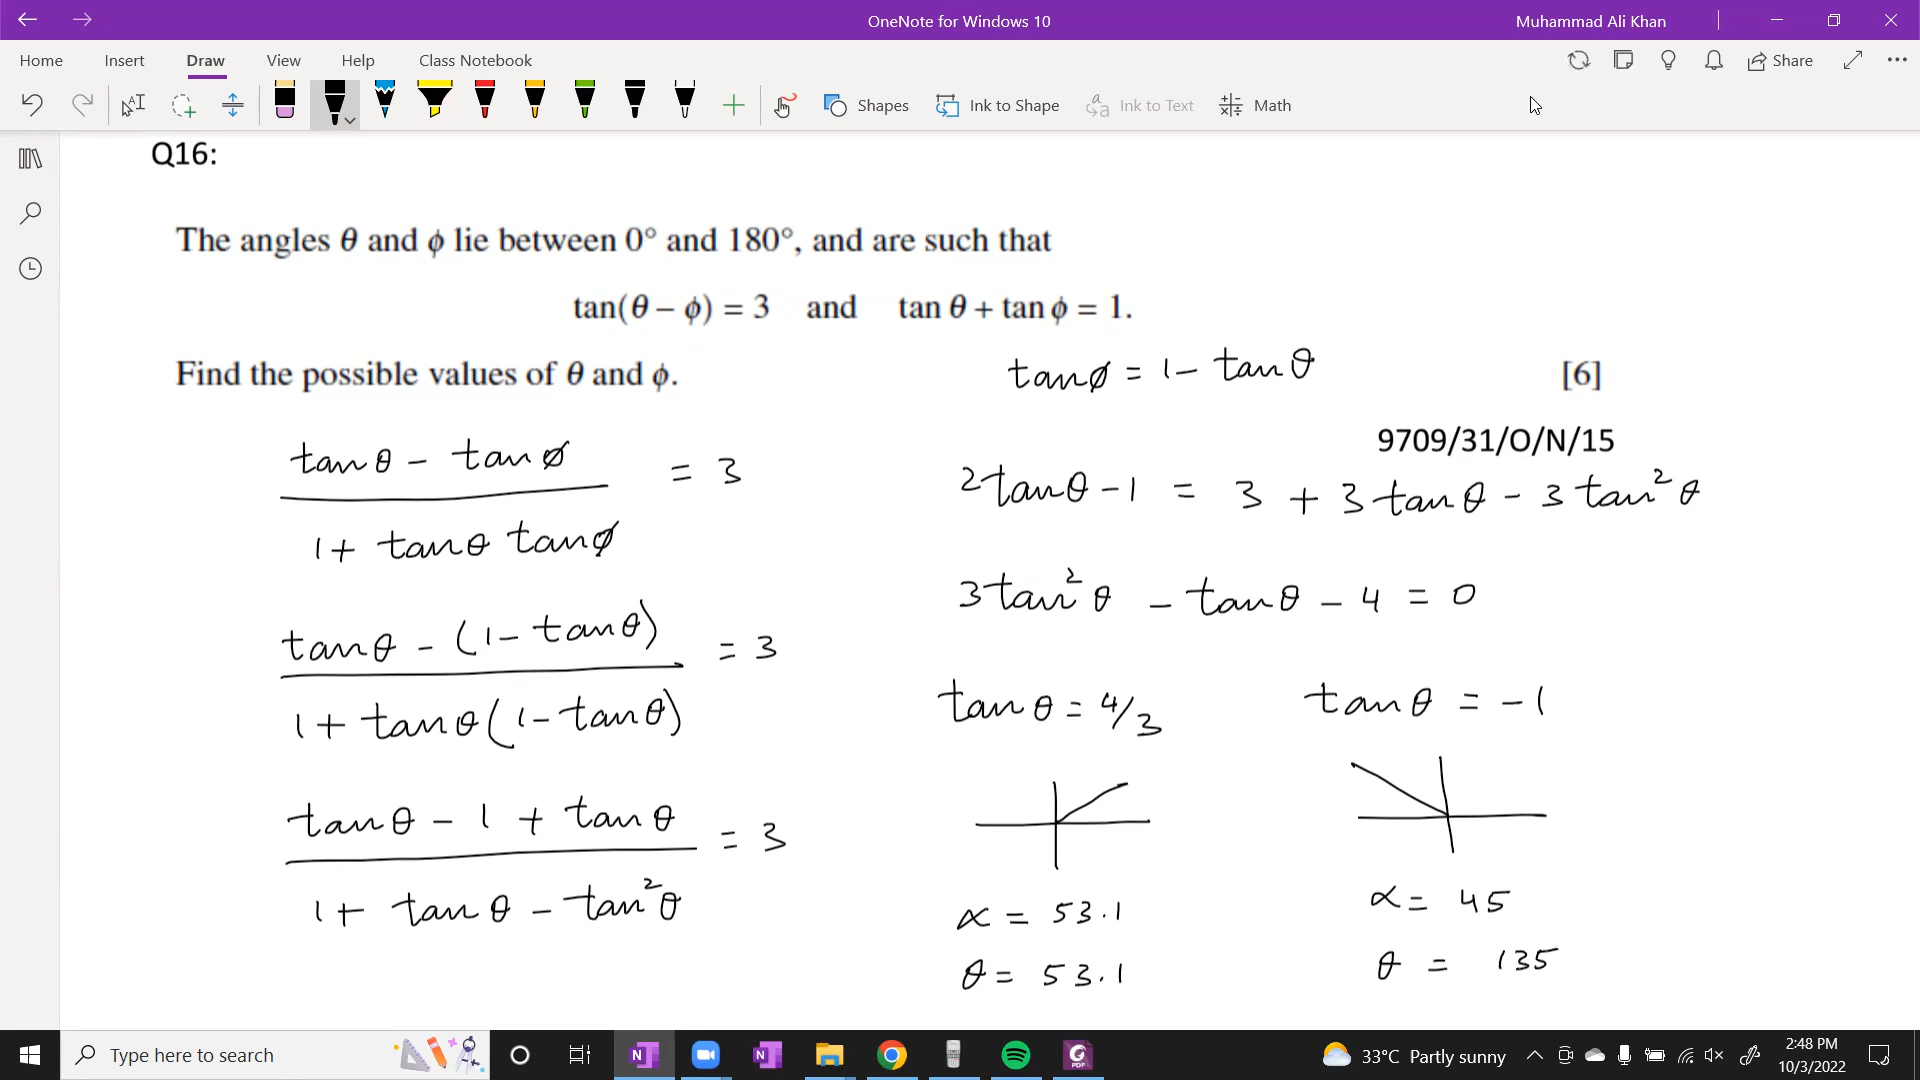 OneNote for Windows 10
Muhammad Ali Khan
Home Insert Draw View Help Class Notebook
Share
Shapes Ink to Shape Ink to Text Math
Q16:
The angles θ and ϕ lie between 0° and 180°, and are such that
tan(θ − ϕ) = 3 and tan θ + tan ϕ = 1.
Find the possible values of θ and ϕ. [6]
9709/31/O/N/15
tanθ − tanø
= 3
1 + tanθ tanø
tanθ − (1 − tanθ)
= 3
1 + tanθ(1 − tanθ)
tanθ − 1 + tanθ
= 3
1 + tanθ − tan²θ
tanø = 1 − tanθ
2tanθ − 1 = 3 + 3tanθ − 3tan²θ
3tan²θ − tanθ − 4 = 0
tanθ = 4/3
α = 53.1
θ = 53.1
tanθ = −1
α = 45
θ = 135
Type here to search
33°C Partly sunny
2:48 PM
10/3/2022